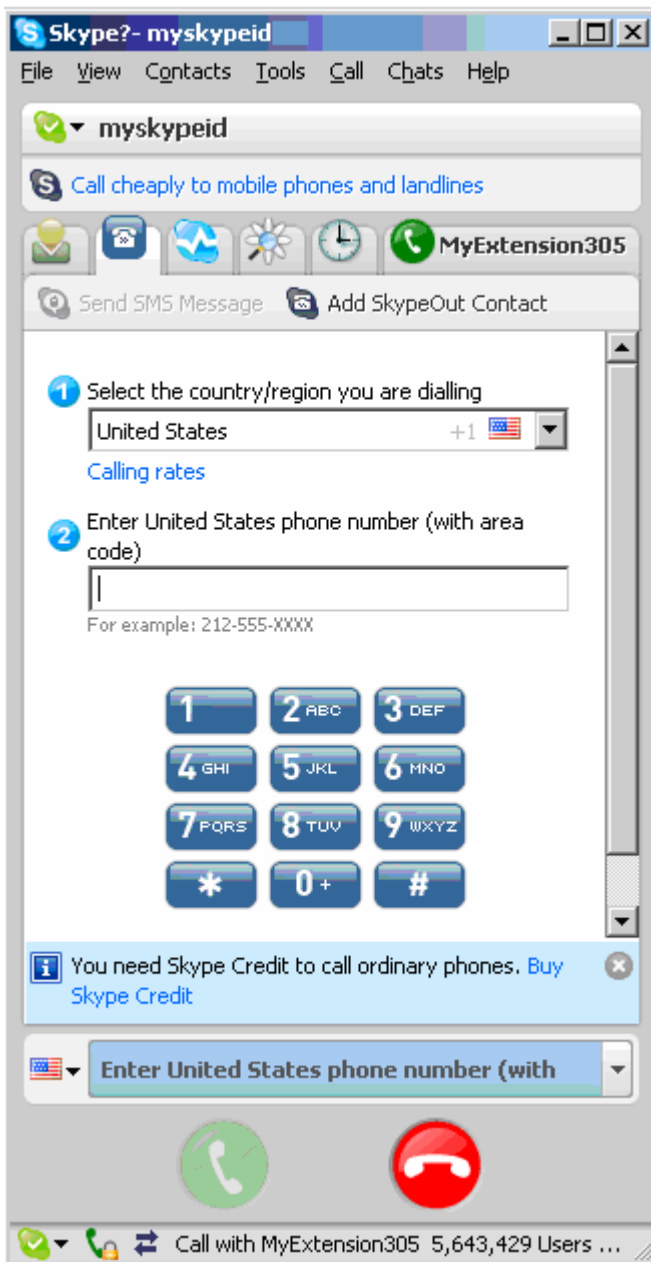 Skype?- myskypeid
File View Contacts Tools Call Chats Help
myskypeid
Call cheaply to mobile phones and landlines
MyExtension305
Send SMS Message Add SkypeOut Contact
1 Select the country/region you are dialling
United States +1
Calling rates
2 Enter United States phone number (with area
code)
For example: 212-555-XXXX
1 2 ABC 3 DEF
4 GHI 5 JKL 6 MNO
7 PQRS 8 TUV 9 WXYZ
* 0 + #
You need Skype Credit to call ordinary phones. Buy
Skype Credit
Enter United States phone number (with
Call with MyExtension305 5,643,429 Users ...